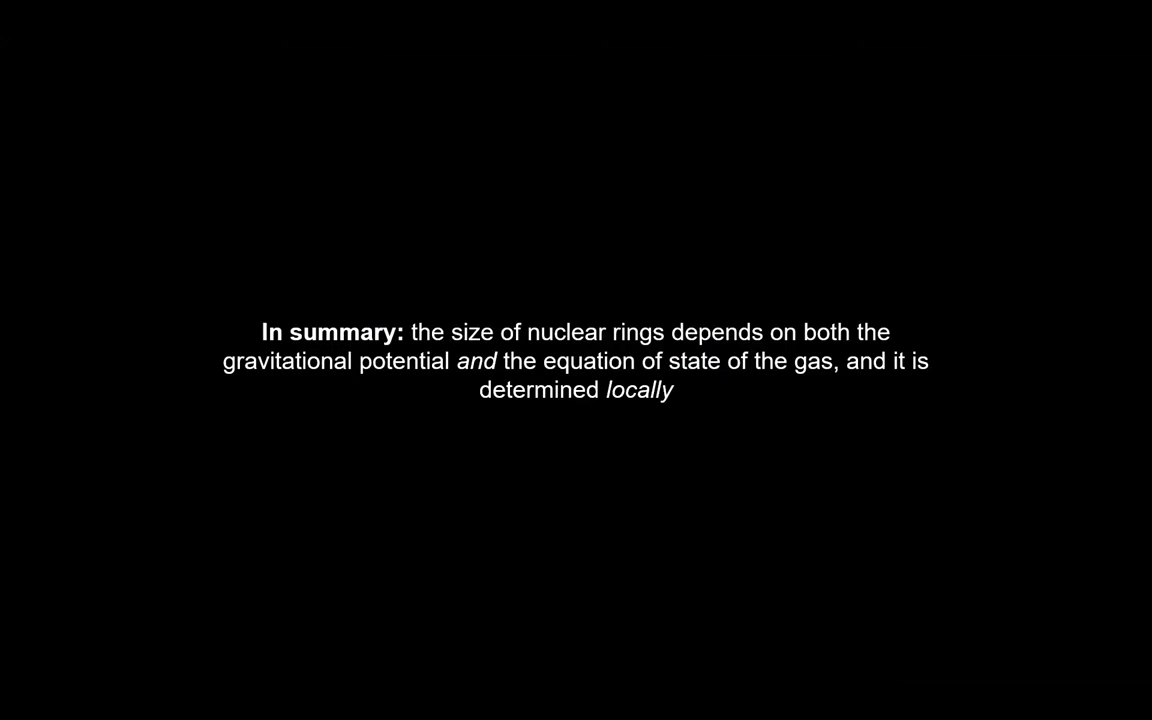 In summary: the size of nuclear rings depends on both the
gravitational potential and the equation of state of the gas, and it is
determined locally